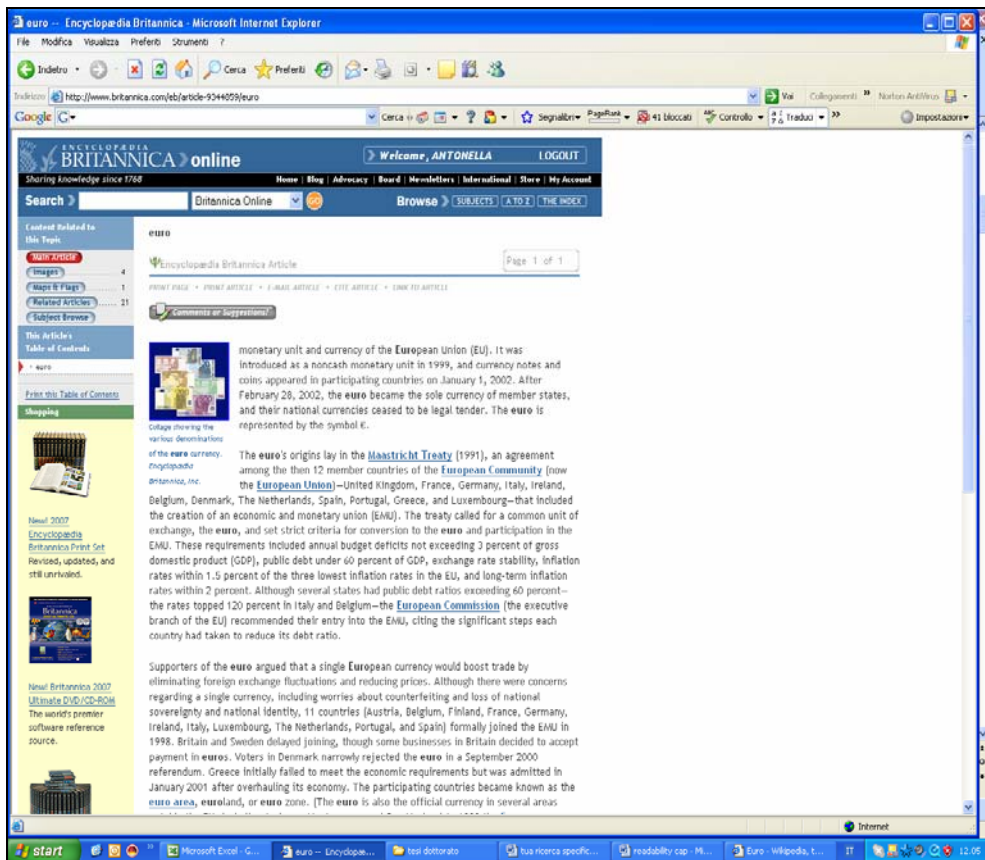 euro -- Encyclopædia Britannica - Microsoft Internet Explorer
File Modifica Visualizza Preferiti Strumenti ?
Indietro Cerca Preferiti
Indirizzo http://www.britannica.com/eb/article-9344059/euro Vai Collegamenti » Norton AntiVirus
Google G Cerca Segnalibri PageRank 41 bloccati Controllo Traduci » Impostazioni
ENCYCLOPÆDIA
BRITANNICA online
Welcome, ANTONELLA LOGOUT
Sharing knowledge since 1768
Home | Blog | Advocacy | Board | Newsletters | International | Store | My Account
Search Britannica Online GO Browse SUBJECTS A TO Z THE INDEX
Content Related to
this Topic
Main Article
Images 4
Maps & Flags 1
Related Articles 21
Subject Browse
This Article's
Table of Contents
euro
Print this Table of Contents
Shopping
New! 2007
Encyclopædia
Britannica Print Set
Revised, updated, and
still unrivaled.
Britannica
New! Britannica 2007
Ultimate DVD/CD-ROM
The world's premier
software reference
source.
euro
Encyclopædia Britannica Article
Page 1 of 1
PRINT PAGE • PRINT ARTICLE • E-MAIL ARTICLE • CITE ARTICLE • LINK TO ARTICLE
Comments or Suggestions?
Collage showing the
various denominations
of the euro currency.
Encyclopædia
Britannica, Inc.
monetary unit and currency of the European Union (EU). It was
introduced as a noncash monetary unit in 1999, and currency notes and
coins appeared in participating countries on January 1, 2002. After
February 28, 2002, the euro became the sole currency of member states,
and their national currencies ceased to be legal tender. The euro is
represented by the symbol €.
The euro's origins lay in the Maastricht Treaty (1991), an agreement
among the then 12 member countries of the European Community (now
the European Union)—United Kingdom, France, Germany, Italy, Ireland,
Belgium, Denmark, The Netherlands, Spain, Portugal, Greece, and Luxembourg—that included
the creation of an economic and monetary union (EMU). The treaty called for a common unit of
exchange, the euro, and set strict criteria for conversion to the euro and participation in the
EMU. These requirements included annual budget deficits not exceeding 3 percent of gross
domestic product (GDP), public debt under 60 percent of GDP, exchange rate stability, inflation
rates within 1.5 percent of the three lowest inflation rates in the EU, and long-term inflation
rates within 2 percent. Although several states had public debt ratios exceeding 60 percent—
the rates topped 120 percent in Italy and Belgium—the European Commission (the executive
branch of the EU) recommended their entry into the EMU, citing the significant steps each
country had taken to reduce its debt ratio.
Supporters of the euro argued that a single European currency would boost trade by
eliminating foreign exchange fluctuations and reducing prices. Although there were concerns
regarding a single currency, including worries about counterfeiting and loss of national
sovereignty and national identity, 11 countries (Austria, Belgium, Finland, France, Germany,
Ireland, Italy, Luxembourg, The Netherlands, Portugal, and Spain) formally joined the EMU in
1998. Britain and Sweden delayed joining, though some businesses in Britain decided to accept
payment in euros. Voters in Denmark narrowly rejected the euro in a September 2000
referendum. Greece initially failed to meet the economic requirements but was admitted in
January 2001 after overhauling its economy. The participating countries became known as the
euro area, euroland, or euro zone. (The euro is also the official currency in several areas
Internet
start Microsoft Excel - G... euro -- Encyclopæ... tesi dottorato tua ricerca specific... readability cap - M... Euro - Wikipedia, t... IT 12.05